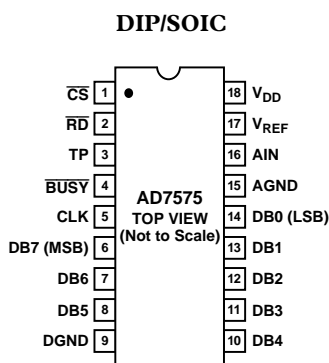 DIP/SOIC
CS 1 18 VDD
RD 2 17 VREF
TP 3 16 AIN
BUSY 4 15 AGND
CLK 5 14 DB0 (LSB)
DB7 (MSB) 6 13 DB1
DB6 7 12 DB2
DB5 8 11 DB3
DGND 9 10 DB4
AD7575
TOP VIEW
(Not to Scale)